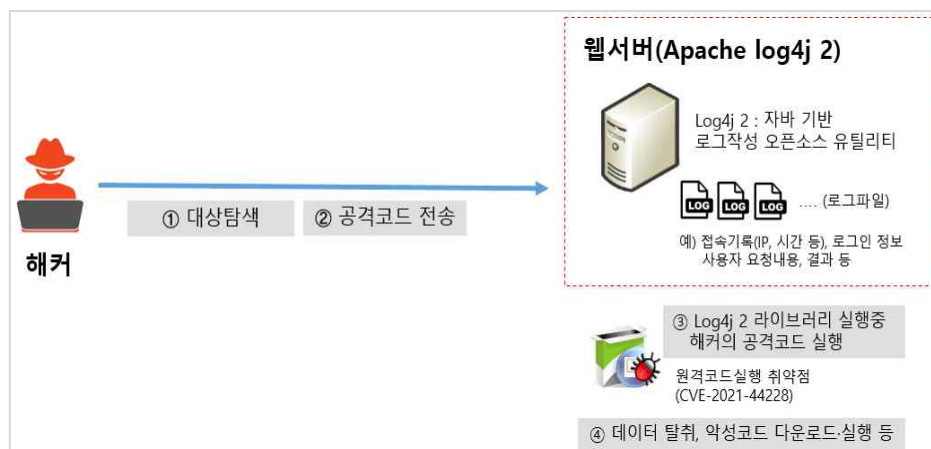 웹서버(Apache log4j 2)
Log4j 2 : 자바 기반
로그작성 오픈소스 유틸리티
LOG LOG LOG .... (로그파일)
예) 접속기록(IP, 시간 등), 로그인 정보
사용자 요청내용, 결과 등
① 대상탐색
② 공격코드 전송
해커
③ Log4j 2 라이브러리 실행중
해커의 공격코드 실행
원격코드실행 취약점
(CVE-2021-44228)
④ 데이터 탈취, 악성코드 다운로드·실행 등